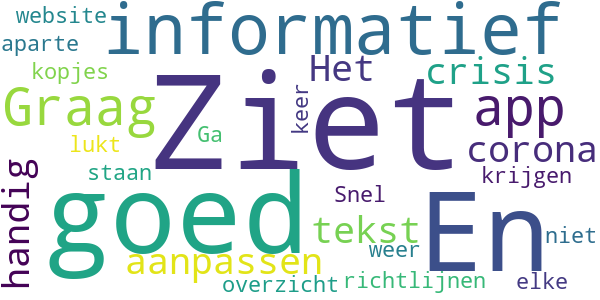 website
informatief
aparte
kopjes
Het
crisis
Ziet
Graag
keer
app
Ga
lukt
corona
handig
staan
krijgen
goed
Snel
En
tekst
niet
weer
aanpassen
overzicht
richtlijnen
elke